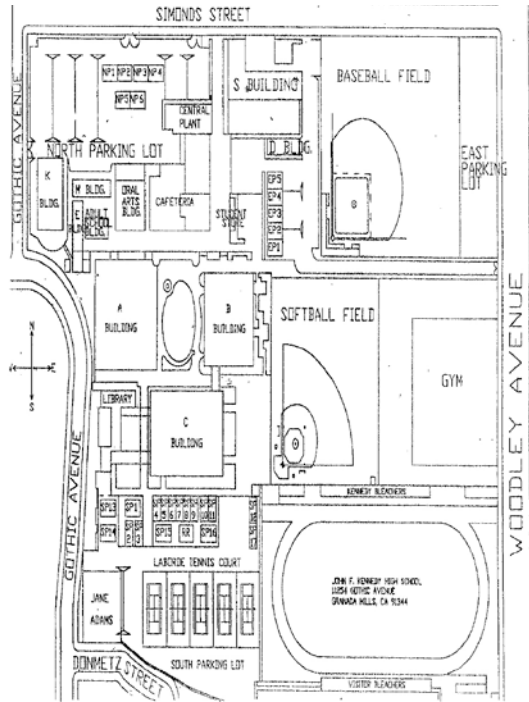 SIMONDS STREET
GOTHIC AVENUE
NP1 NP2 NP3 NP4
NP5 NP6
S BUILDING
BASEBALL FIELD
CENTRAL
PLANT
NORTH PARKING LOT
D BLDG.
EAST
PARKING
LOT
K
BLDG.
M BLDG.
ORAL
ARTS
BLDG.
CAFETERIA
E
ADULT
SCHOOL
BLDG.
STUDENT
STORE
EP5
EP4
EP3
EP2
EP1
A
BUILDING
B
BUILDING
SOFTBALL FIELD
GYM
WOODLEY AVENUE
N
E
S
LIBRARY
C
BUILDING
GOTHIC AVENUE
KENNEDY BLEACHERS
SP13
SP1
SP14
SP15
RR
SP16
LABORDE TENNIS COURT
JOHN F. KENNEDY HIGH SCHOOL
11254 GOTHIC AVENUE
GRANADA HILLS, CA 91344
JANE
ADAMS
DONMETZ STREET
SOUTH PARKING LOT
VISITOR BLEACHERS